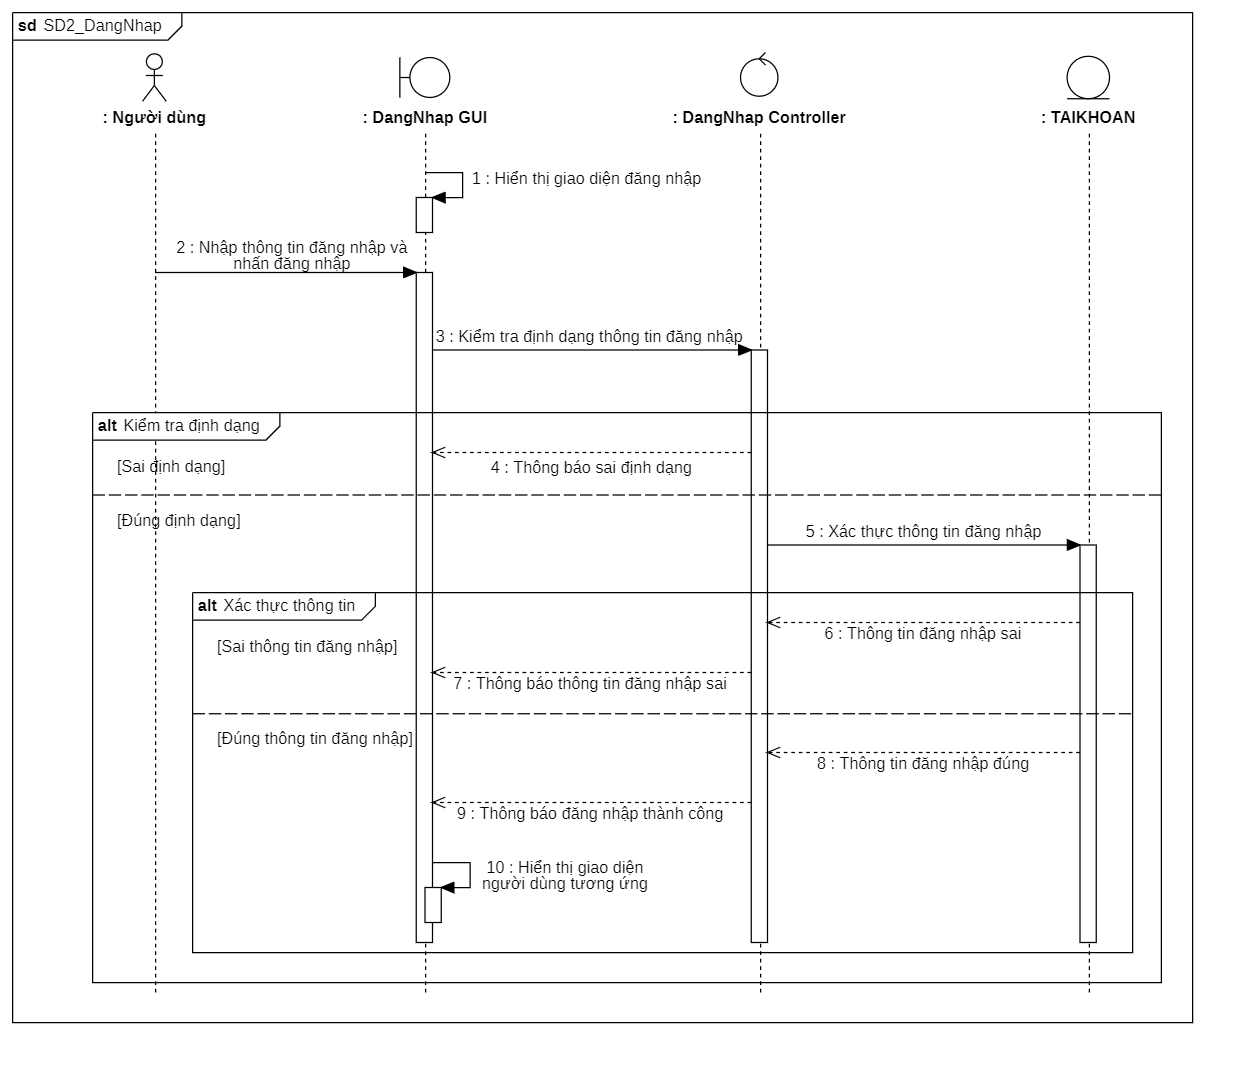 sd SD2_DangNhap
: Người dùng
: DangNhap GUI
: DangNhap Controller
: TAIKHOAN
1 : Hiển thị giao diện đăng nhập
2 : Nhập thông tin đăng nhập và
nhấn đăng nhập
3 : Kiểm tra định dạng thông tin đăng nhập
alt Kiểm tra định dạng
[Sai định dạng]
4 : Thông báo sai định dạng
[Đúng định dạng]
5 : Xác thực thông tin đăng nhập
alt Xác thực thông tin
[Sai thông tin đăng nhập]
6 : Thông tin đăng nhập sai
7 : Thông báo thông tin đăng nhập sai
[Đúng thông tin đăng nhập]
8 : Thông tin đăng nhập đúng
9 : Thông báo đăng nhập thành công
10 : Hiển thị giao diện
người dùng tương ứng